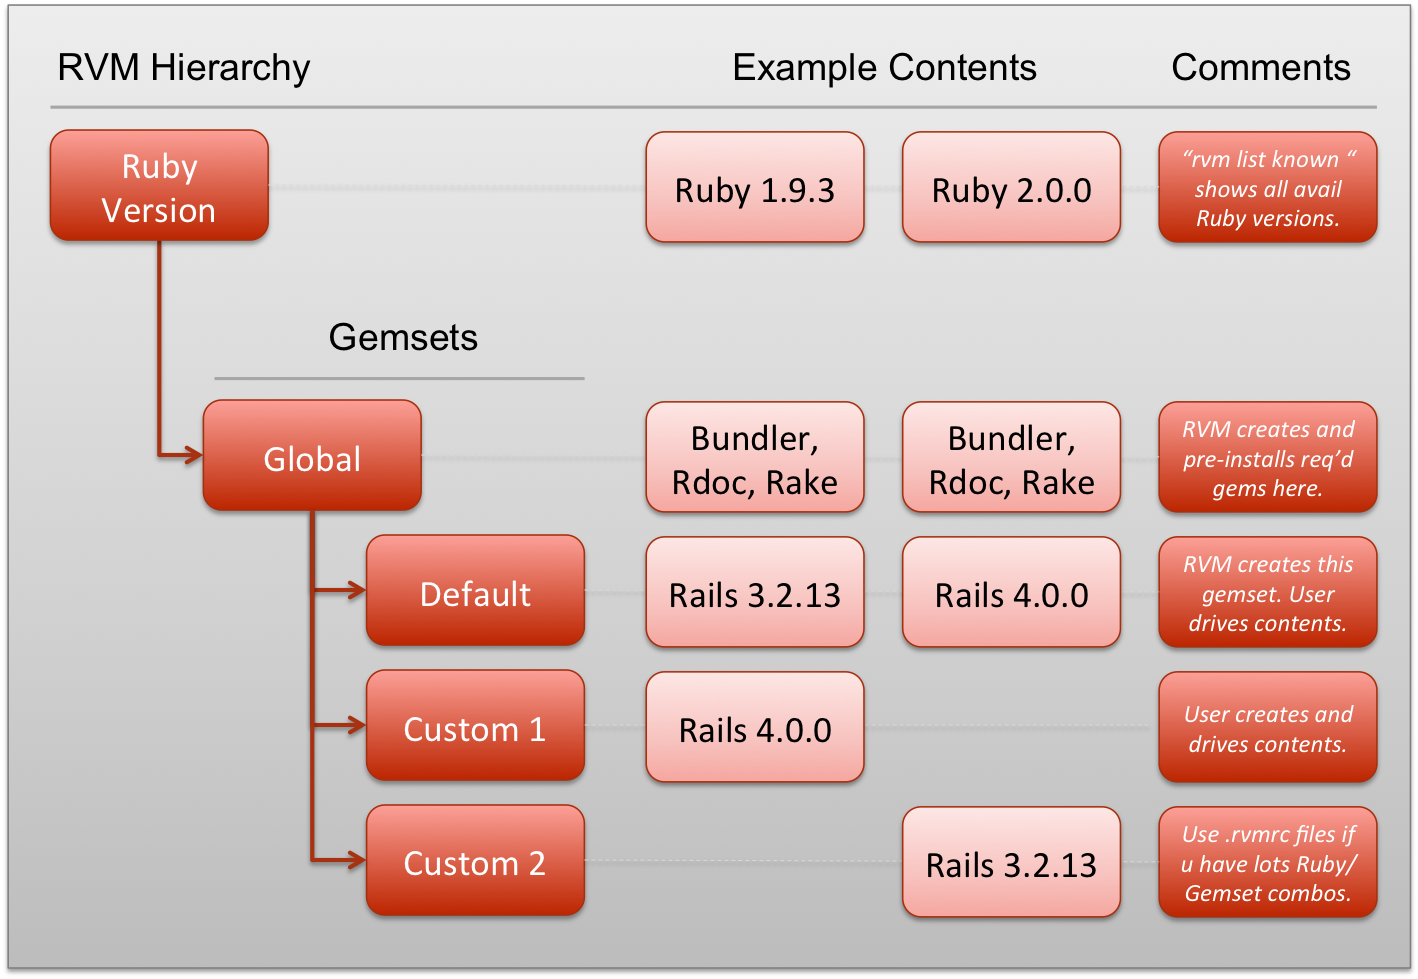 RVM Hierarchy
Example Contents
Comments
Ruby
Version
Ruby 1.9.3
Ruby 2.0.0
“rvm list known “
shows all avail
Ruby versions.
Gemsets
Global
Bundler,
Rdoc, Rake
Bundler,
Rdoc, Rake
RVM creates and
pre-installs req’d
gems here.
Default
Rails 3.2.13
Rails 4.0.0
RVM creates this
gemset. User
drives contents.
Custom 1
Rails 4.0.0
User creates and
drives contents.
Custom 2
Rails 3.2.13
Use .rvmrc files if
u have lots Ruby/
Gemset combos.